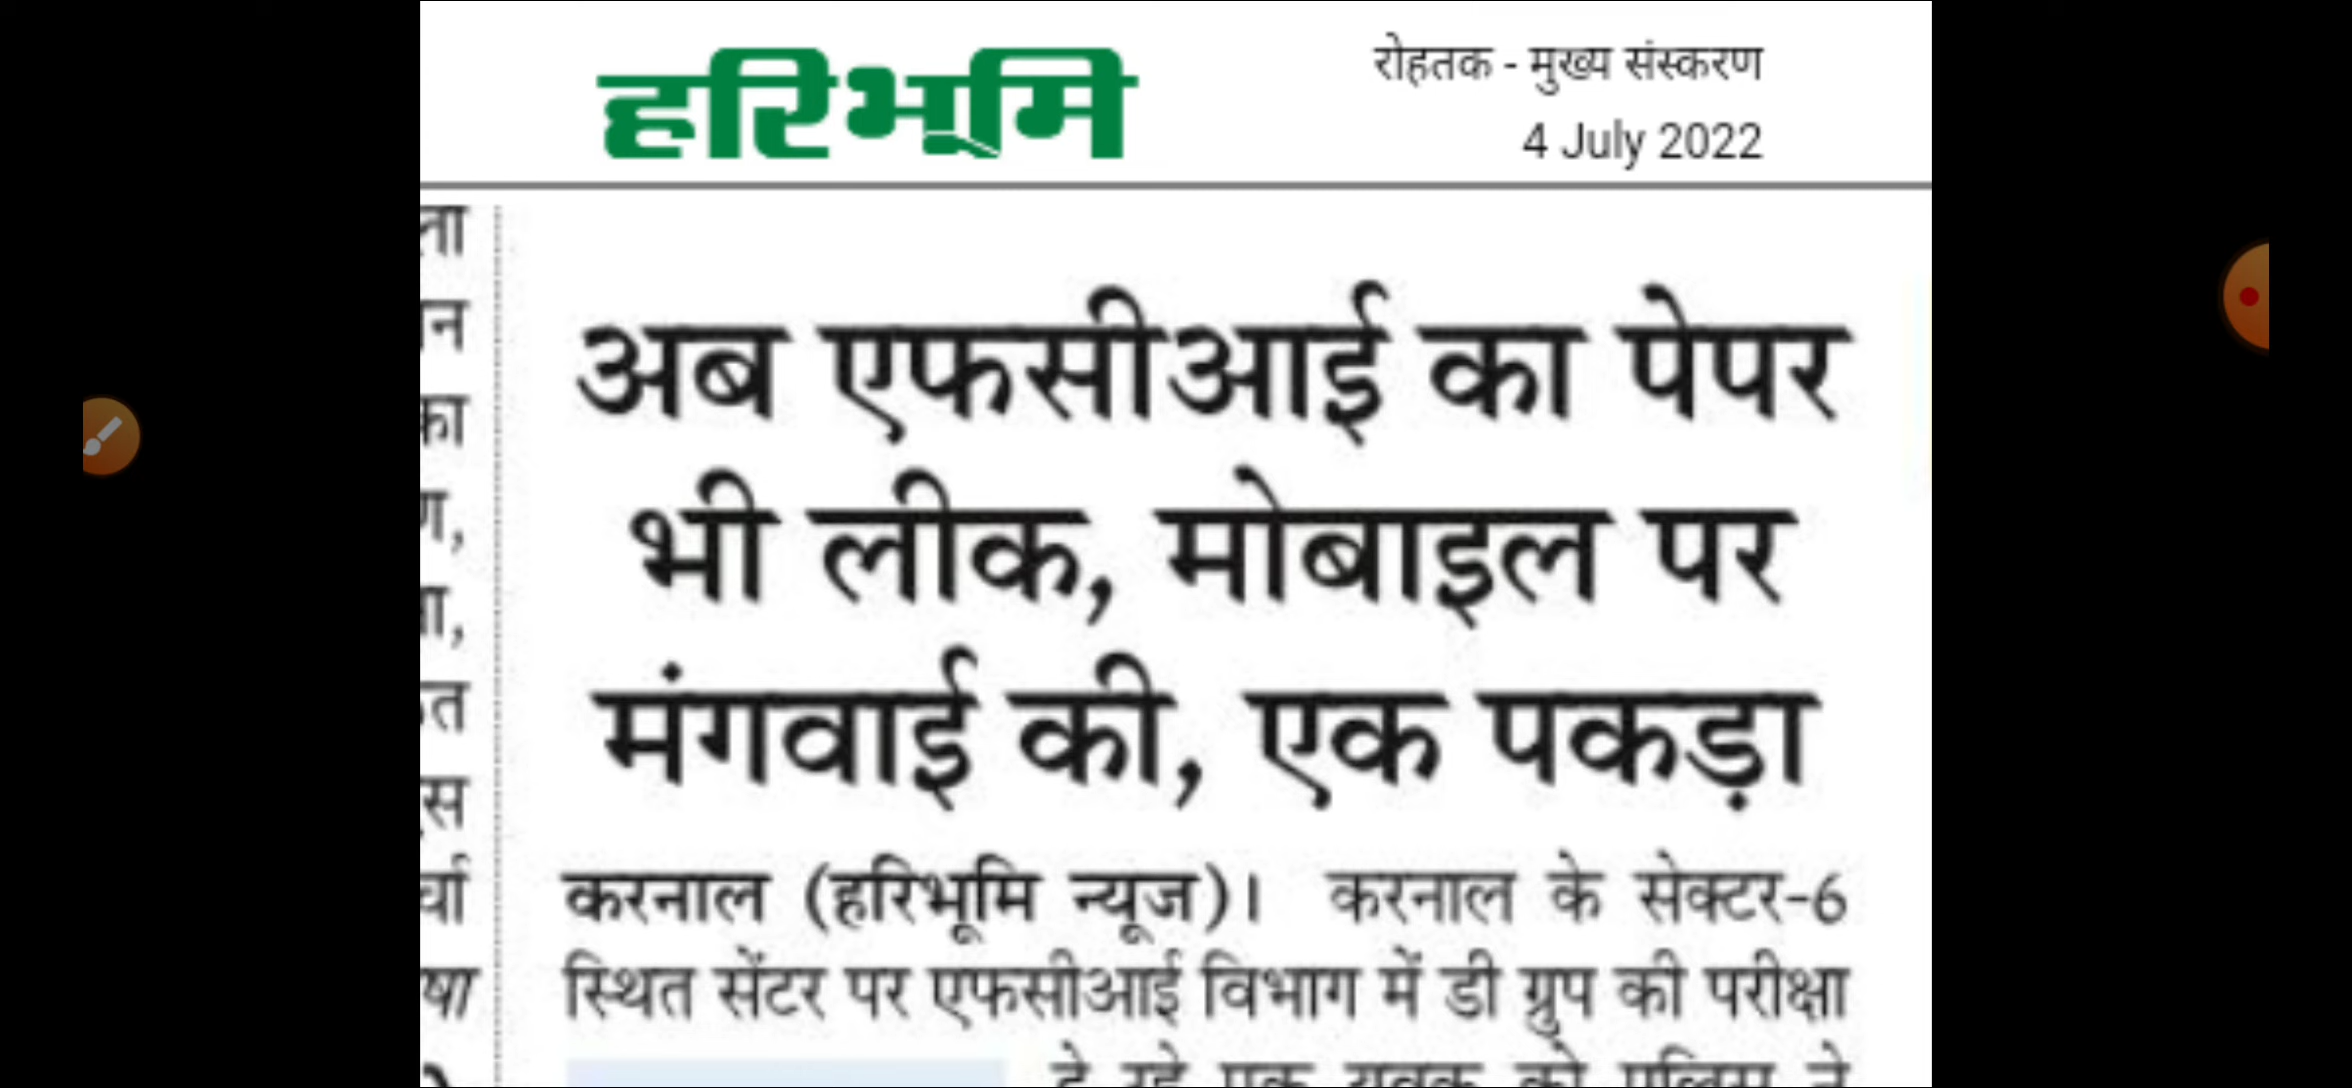 हरिभूमि
रोहतक - मुख्य संस्करण
4 July 2022
अब एफसीआई का पेपर
भी लीक, मोबाइल पर
मंगवाई की, एक पकड़ा
करनाल (हरिभूमि न्यूज)। करनाल के सेक्टर-6
स्थित सेंटर पर एफसीआई विभाग में डी ग्रुप की परीक्षा